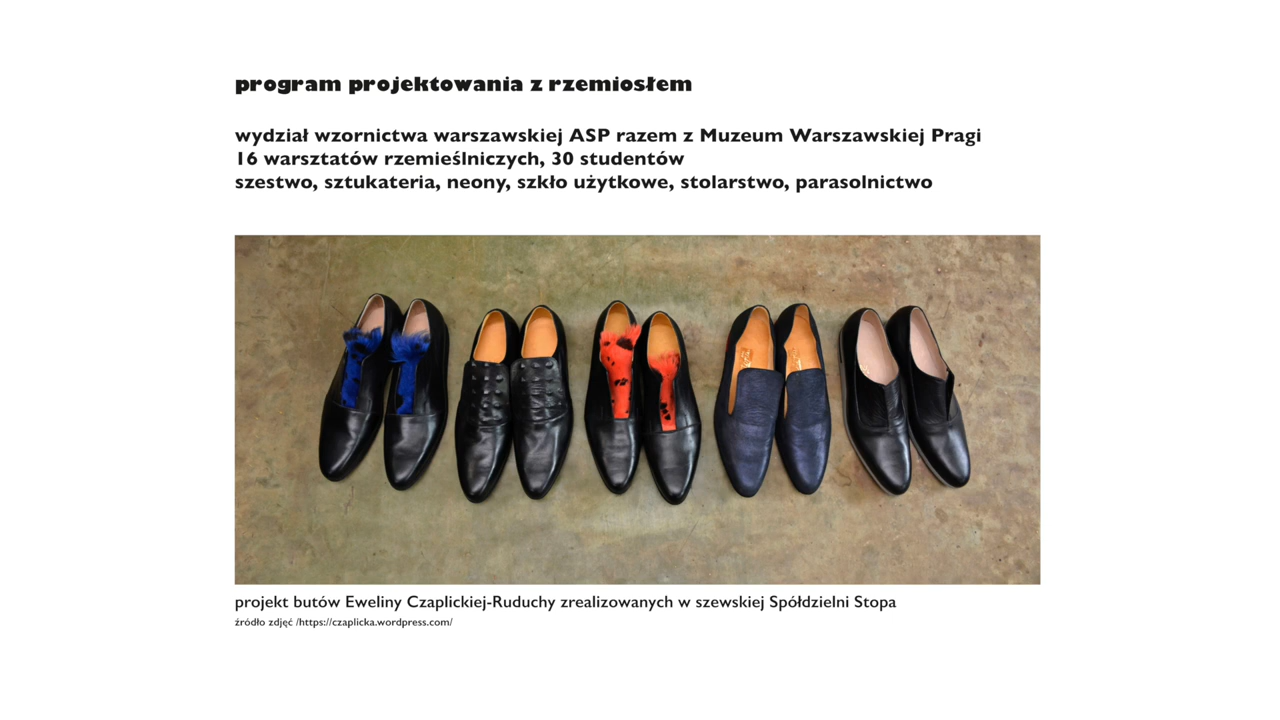 program projektowania z rzemiosłem
wydział wzornictwa warszawskiej ASP razem z Muzeum Warszawskiej Pragi
16 warsztatów rzemieślniczych, 30 studentów
szestwo, sztukateria, neony, szkło użytkowe, stolarstwo, parasolnictwo
projekt butów Eweliny Czaplickiej-Ruduchy zrealizowanych w szewskiej Spółdzielni Stopa
źródło zdjęć /https://czaplicka.wordpress.com/